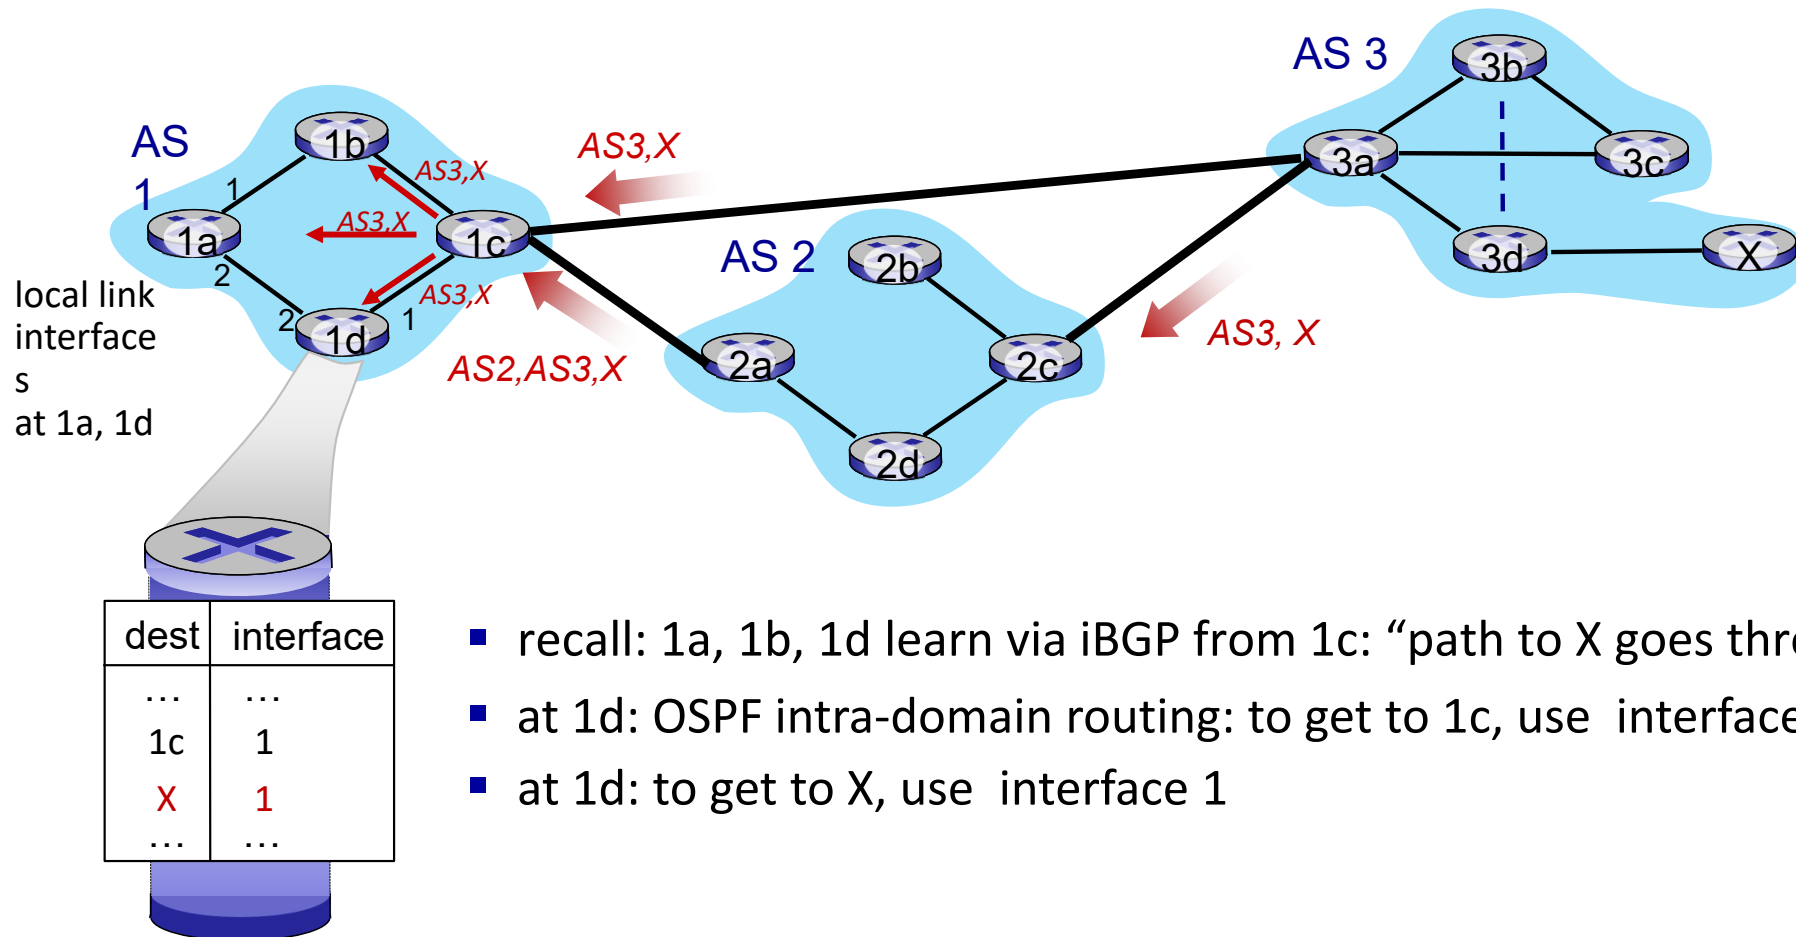 AS 3
3b
3a
3c
3d
X
AS
1
1b
1
1a
2
1c
2
1d
1
AS3,X
AS3,X
AS3,X
AS3,X
AS2,AS3,X
AS3, X
AS 2
2b
2a
2c
2d
local link
interface
s
at 1a, 1d
dest interface
... ...
1c 1
X 1
... ...
▪ recall: 1a, 1b, 1d learn via iBGP from 1c: “path to X goes thro
▪ at 1d: OSPF intra-domain routing: to get to 1c, use interface
▪ at 1d: to get to X, use interface 1